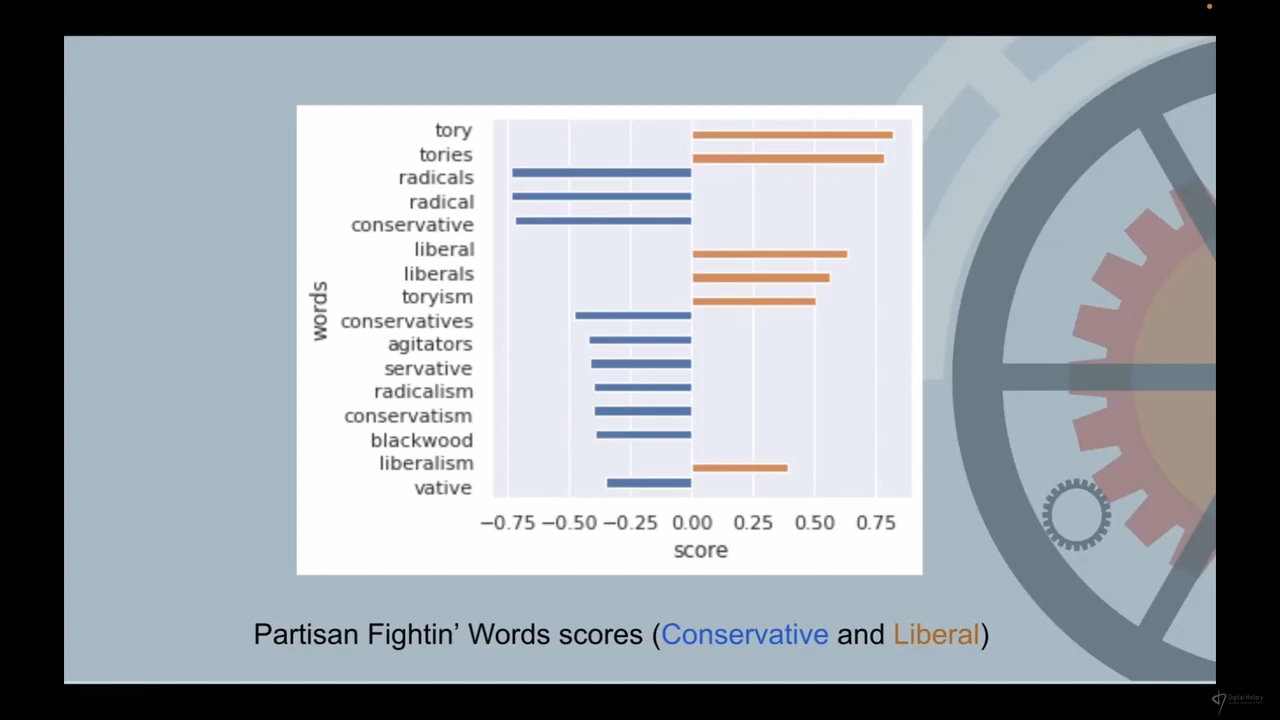 tory
tories
radicals
radical
conservative
liberal
liberals
toryism
conservatives
agitators
servative
radicalism
conservatism
blackwood
liberalism
vative
words
−0.75 −0.50 −0.25 0.00 0.25 0.50 0.75
score
Partisan Fightin’ Words scores (Conservative and Liberal)
Digital History